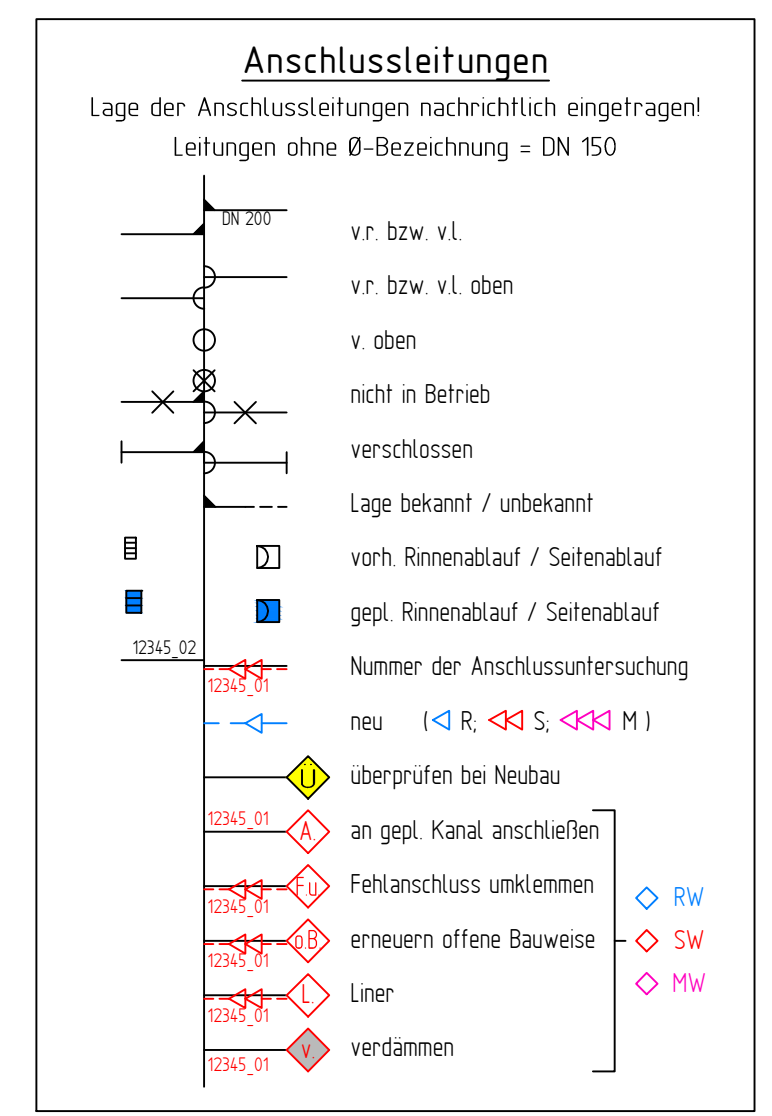 Anschlussleitungen
Lage der Anschlussleitungen nachrichtlich eingetragen!
Leitungen ohne Ø-Bezeichnung = DN 150
DN 200
v.r. bzw. v.l.
v.r. bzw. v.l. oben
v. oben
nicht in Betrieb
verschlossen
Lage bekannt / unbekannt
vorh. Rinnenablauf / Seitenablauf
gepl. Rinnenablauf / Seitenablauf
12345_02
12345_01 Nummer der Anschlussuntersuchung
neu ( R; S; M )
Ü überprüfen bei Neubau
12345_01 A. an gepl. Kanal anschließen
12345_01 F.u Fehlanschluss umklemmen
RW
12345_01 o.B erneuern offene Bauweise
SW
12345_01 L. Liner
MW
12345_01 v. verdämmen